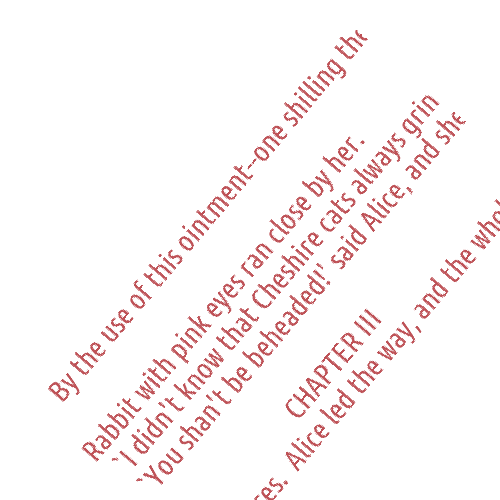 By the use of this ointment--one shilling the
Rabbit with pink eyes ran close by her.
`I didn't know that Cheshire cats always grin
`You shan't be beheaded!' said Alice, and she
CHAPTER III
Alice led the way, and the